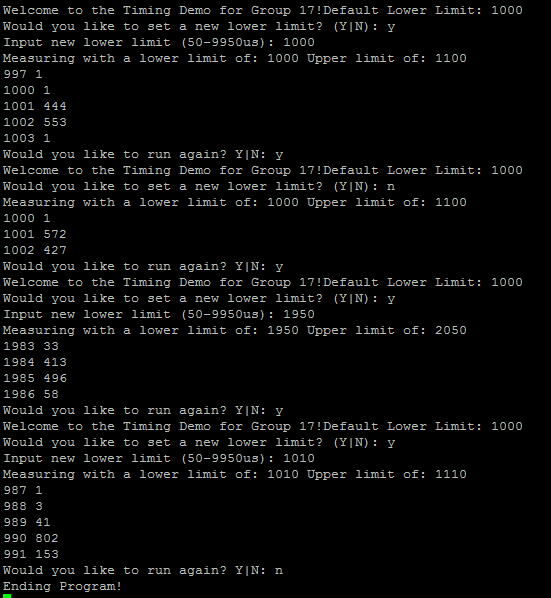 Welcome to the Timing Demo for Group 17!Default Lower Limit: 1000
Would you like to set a new lower limit? (Y|N): y
Input new lower limit (50-9950us): 1000
Measuring with a lower limit of: 1000 Upper limit of: 1100
997 1
1000 1
1001 444
1002 553
1003 1
Would you like to run again? Y|N: y
Welcome to the Timing Demo for Group 17!Default Lower Limit: 1000
Would you like to set a new lower limit? (Y|N): n
Measuring with a lower limit of: 1000 Upper limit of: 1100
1000 1
1001 572
1002 427
Would you like to run again? Y|N: y
Welcome to the Timing Demo for Group 17!Default Lower Limit: 1000
Would you like to set a new lower limit? (Y|N): y
Input new lower limit (50-9950us): 1950
Measuring with a lower limit of: 1950 Upper limit of: 2050
1983 33
1984 413
1985 496
1986 58
Would you like to run again? Y|N: y
Welcome to the Timing Demo for Group 17!Default Lower Limit: 1000
Would you like to set a new lower limit? (Y|N): y
Input new lower limit (50-9950us): 1010
Measuring with a lower limit of: 1010 Upper limit of: 1110
987 1
988 3
989 41
990 802
991 153
Would you like to run again? Y|N: n
Ending Program!